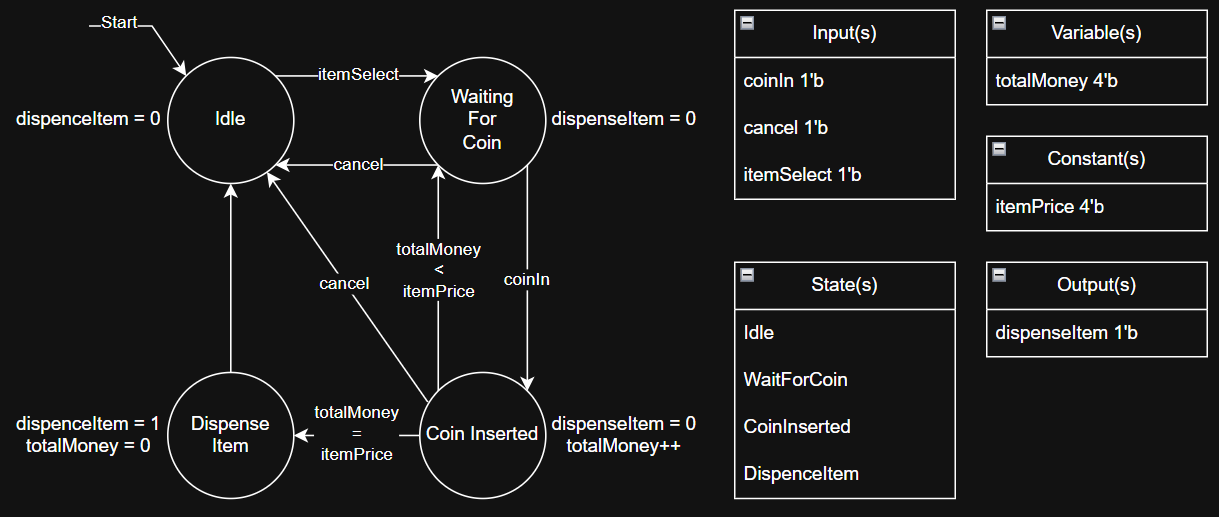 Start
itemSelect
dispenceItem = 0
Idle
Waiting
For
Coin
dispenseItem = 0
cancel
totalMoney
<
itemPrice
coinIn
cancel
dispenceItem = 1
totalMoney = 0
Dispense
Item
totalMoney
=
itemPrice
Coin Inserted
dispenseItem = 0
totalMoney++
Input(s)
coinIn 1'b
cancel 1'b
itemSelect 1'b
Variable(s)
totalMoney 4'b
Constant(s)
itemPrice 4'b
State(s)
Idle
WaitForCoin
CoinInserted
DispenceItem
Output(s)
dispenseItem 1'b